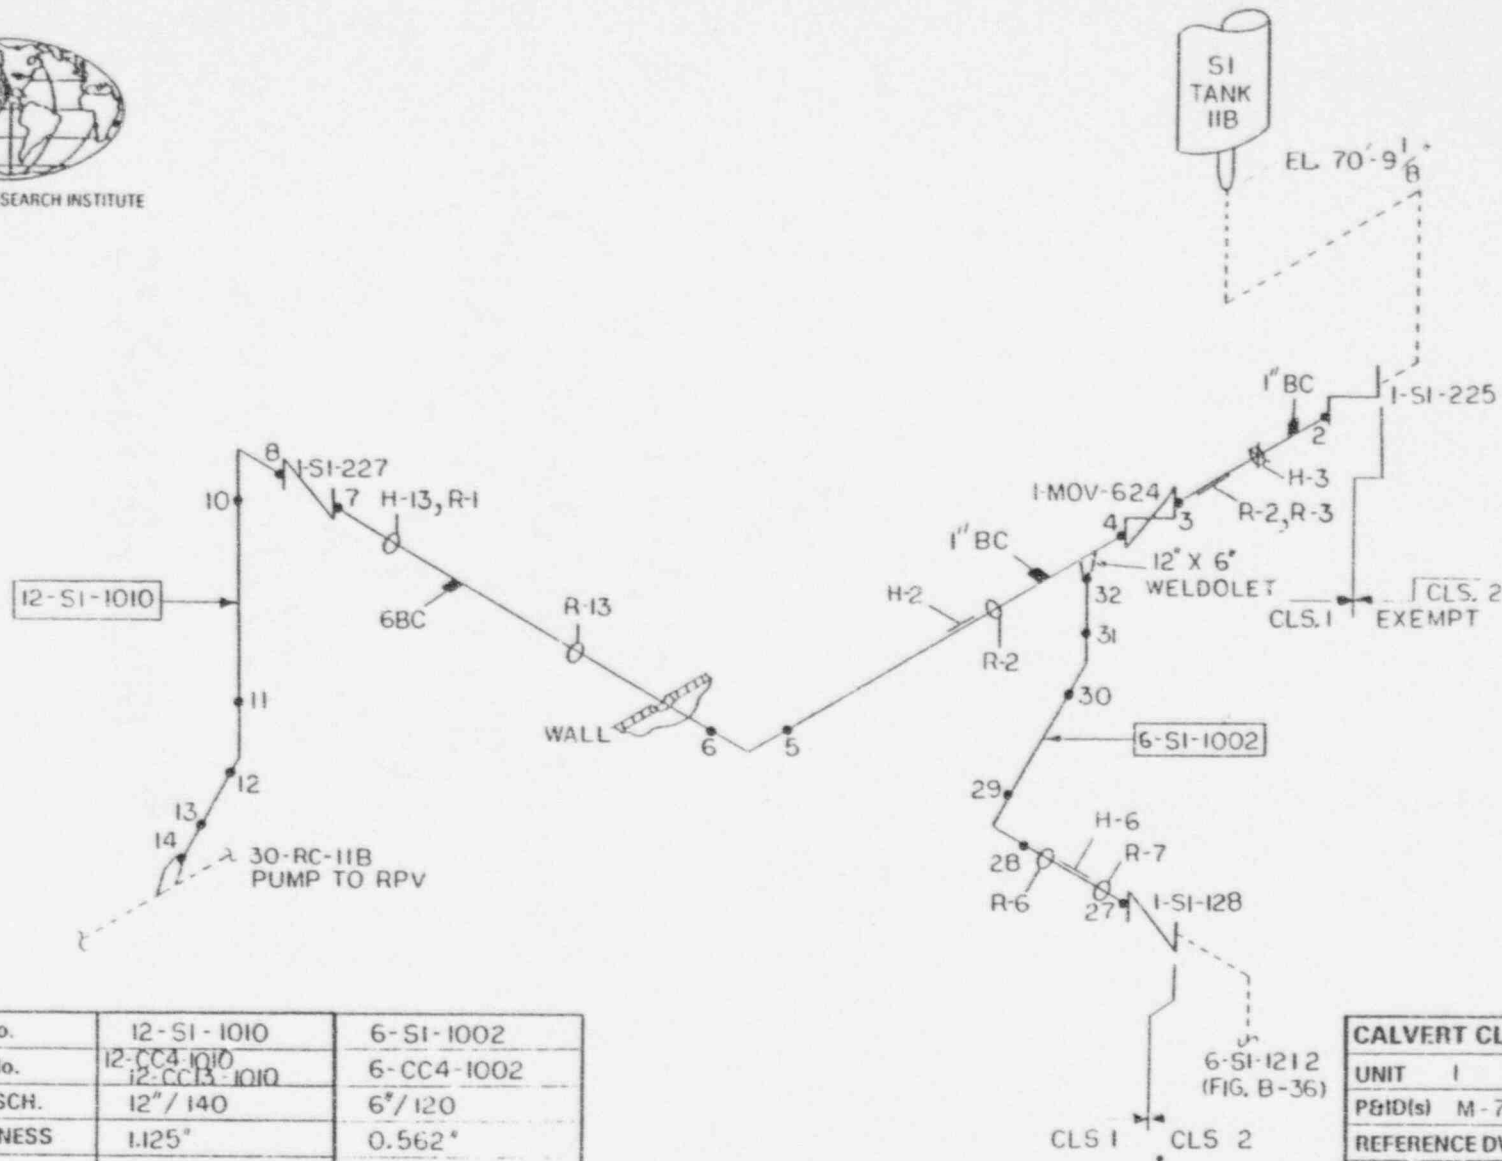 SEARCH INSTITUTE
SI
TANK
11B
EL. 70'-9 1/8"
1" BC
1-SI-225
2
H-3
8
1-SI-227
7
H-13, R-1
10
1-MOV-624
3
R-2, R-3
4
1" BC
12" X 6"
WELDOLET
32
12-SI-1010
6BC
R-13
H-2
CLS. 1
CLS. 2
EXEMPT
31
R-2
30
11
WALL
6
5
6-SI-1002
12
29
13
14
30-RC-11B
PUMP TO RPV
H-6
28
R-7
R-6
27
1-SI-128
o.
12-SI-1010
6-SI-1002
lo.
12-CC4-1010
12-CC13-1010
6-CC4-1002
SCH.
12"/140
6"/120
NESS
1.125"
0.562"
6-SI-1212
(FIG. B-36)
CLS 1
CLS 2
CALVERT CL
UNIT 1
P&ID(s) M-7
REFERENCE DV